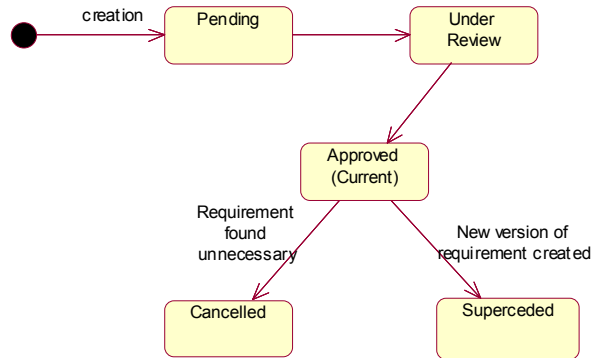 creation
Pending
Under
Review
Approved
(Current)
Requirement
found
unnecessary
New version of
requirement created
Cancelled
Superceded